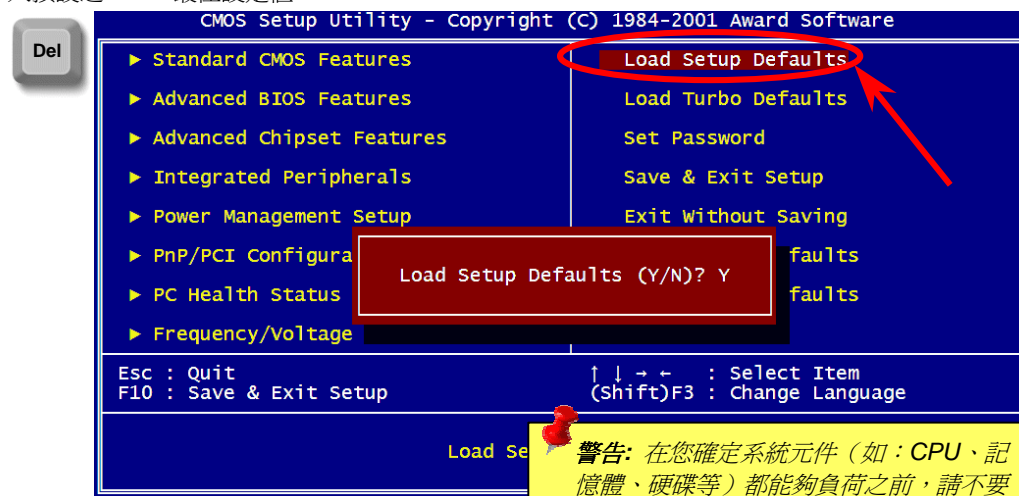 CMOS Setup Utility - Copyright (C) 1984-2001 Award Software
Del
► Standard CMOS Features
► Advanced BIOS Features
► Advanced Chipset Features
► Integrated Peripherals
► Power Management Setup
► PnP/PCI Configura
► PC Health Status
► Frequency/Voltage
Load Setup Defaults
Load Turbo Defaults
Set Password
Save & Exit Setup
Exit Without Saving
faults
faults
Load Setup Defaults (Y/N)? Y
Esc : Quit
F10 : Save & Exit Setup
↑ ↓ → ← : Select Item
(Shift)F3 : Change Language
Load Se
警告: 在您確定系統元件（如：CPU、記
憶體、硬碟等）都能夠負荷之前，請不要